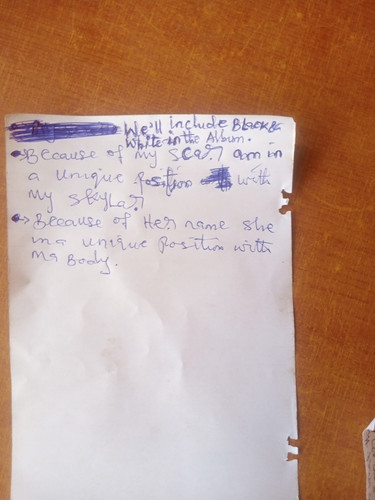 We'll include Black &
White in the Album.
→ Because of my scar am in
a unique position with
my skylar
→ Because of Her name she
in a unique position with
ma Body.